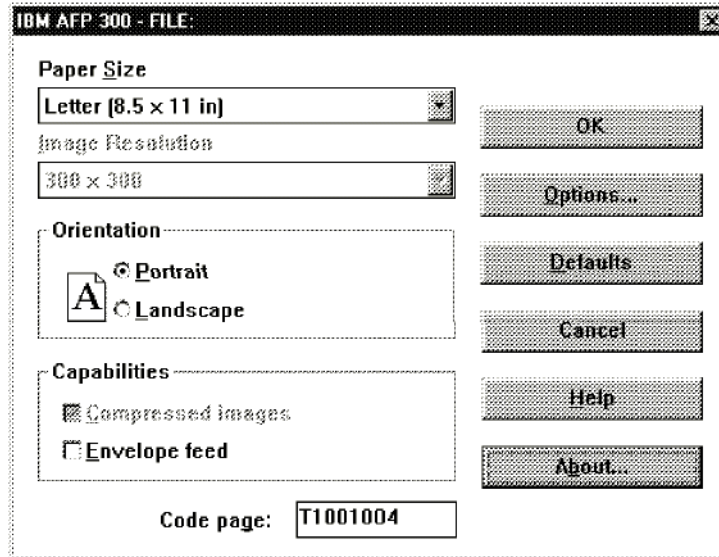 IBM AFP 300 - FILE:
Paper Size
Letter (8.5 x 11 in)
Image Resolution
300 x 300
Orientation
A
Portrait
Landscape
Capabilities
Compressed images
Envelope feed
Code page: T1001004
OK
Options...
Defaults
Cancel
Help
About...